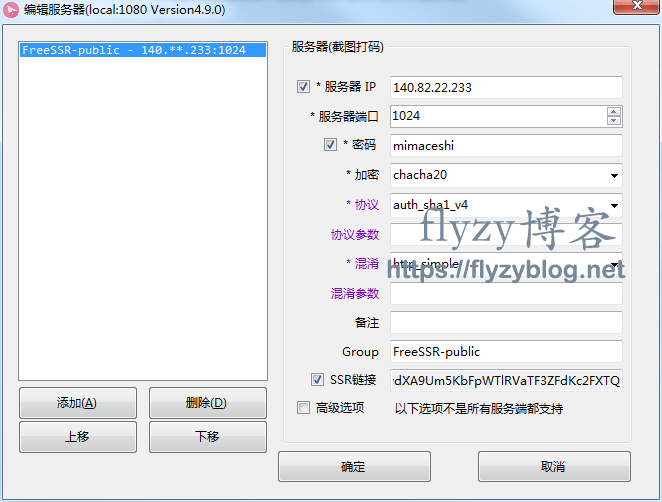 编辑服务器(local:1080 Version4.9.0)
FreeSSR-public - 140.**.233:1024
服务器(截图打码)
* 服务器 IP 140.82.22.233
* 服务器端口 1024
* 密码 mimaceshi
* 加密 chacha20
* 协议 auth_sha1_v4
协议参数
flyzy博客
* 混淆 http_simple
https://flyzyblog.net
混淆参数
备注
Group FreeSSR-public
SSR链接 dXA9Um5KbFpWTlRVaTF3ZFdKc2FXTQ
高级选项 以下选项不是所有服务端都支持
添加(A) 删除(D)
上移 下移
确定 取消